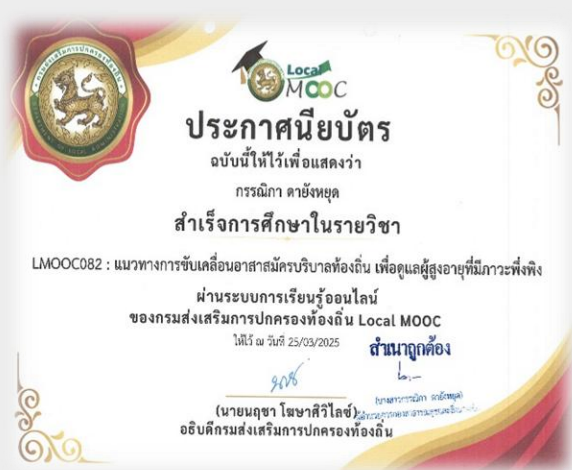 Local
MOOC
ประกาศนียบัตร
ฉบับนี้ให้ไว้เพื่อแสดงว่า
กรรณิกา ตายังหยุด
สำเร็จการศึกษาในรายวิชา
LMOOC082 : แนวทางการขับเคลื่อนอาสาสมัครบริบาลท้องถิ่น เพื่อดูแลผู้สูงอายุที่มีภาวะพึ่งพิง
ผ่านระบบการเรียนรู้ออนไลน์
ของกรมส่งเสริมการปกครองท้องถิ่น Local MOOC
ให้ไว้ ณ วันที่ 25/03/2025
สำเนาถูกต้อง
(นายนฤชา โฆษาศิวิไลซ์)
อธิบดีกรมส่งเสริมการปกครองท้องถิ่น